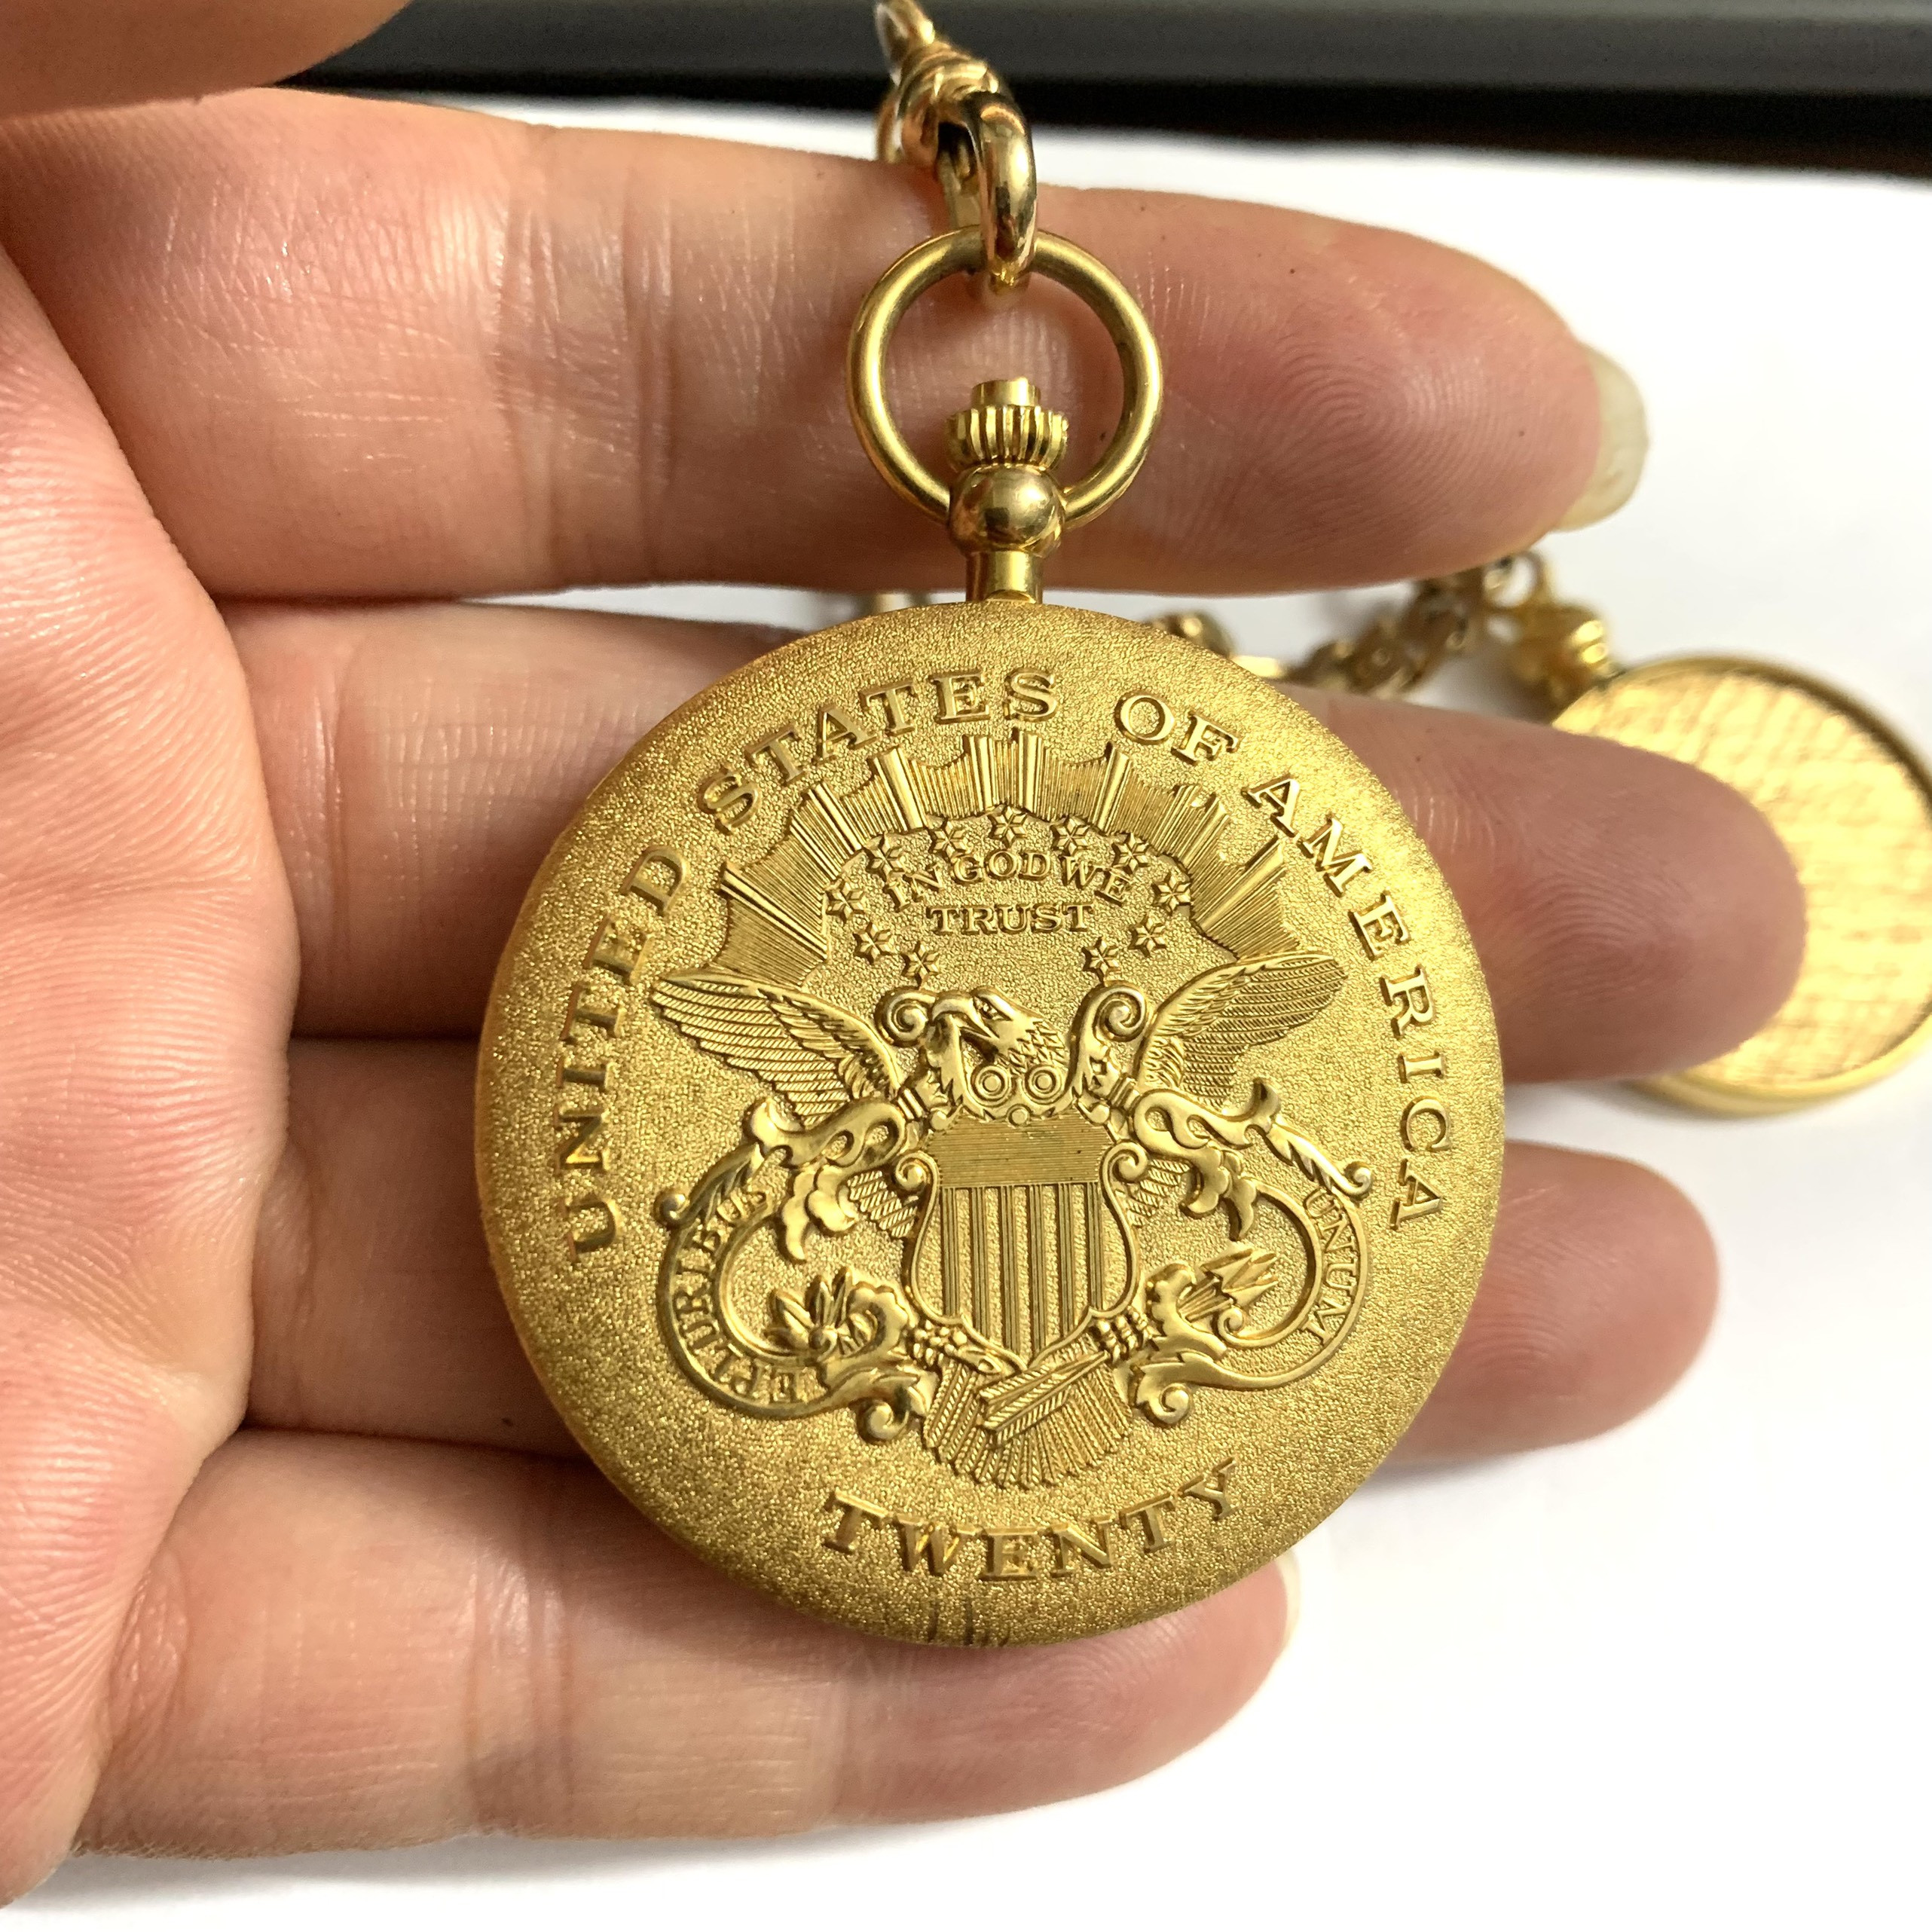 UNITED STATES OF AMERICA
IN GOD WE
TRUST
E PLURIBUS
UNUM
TWENTY